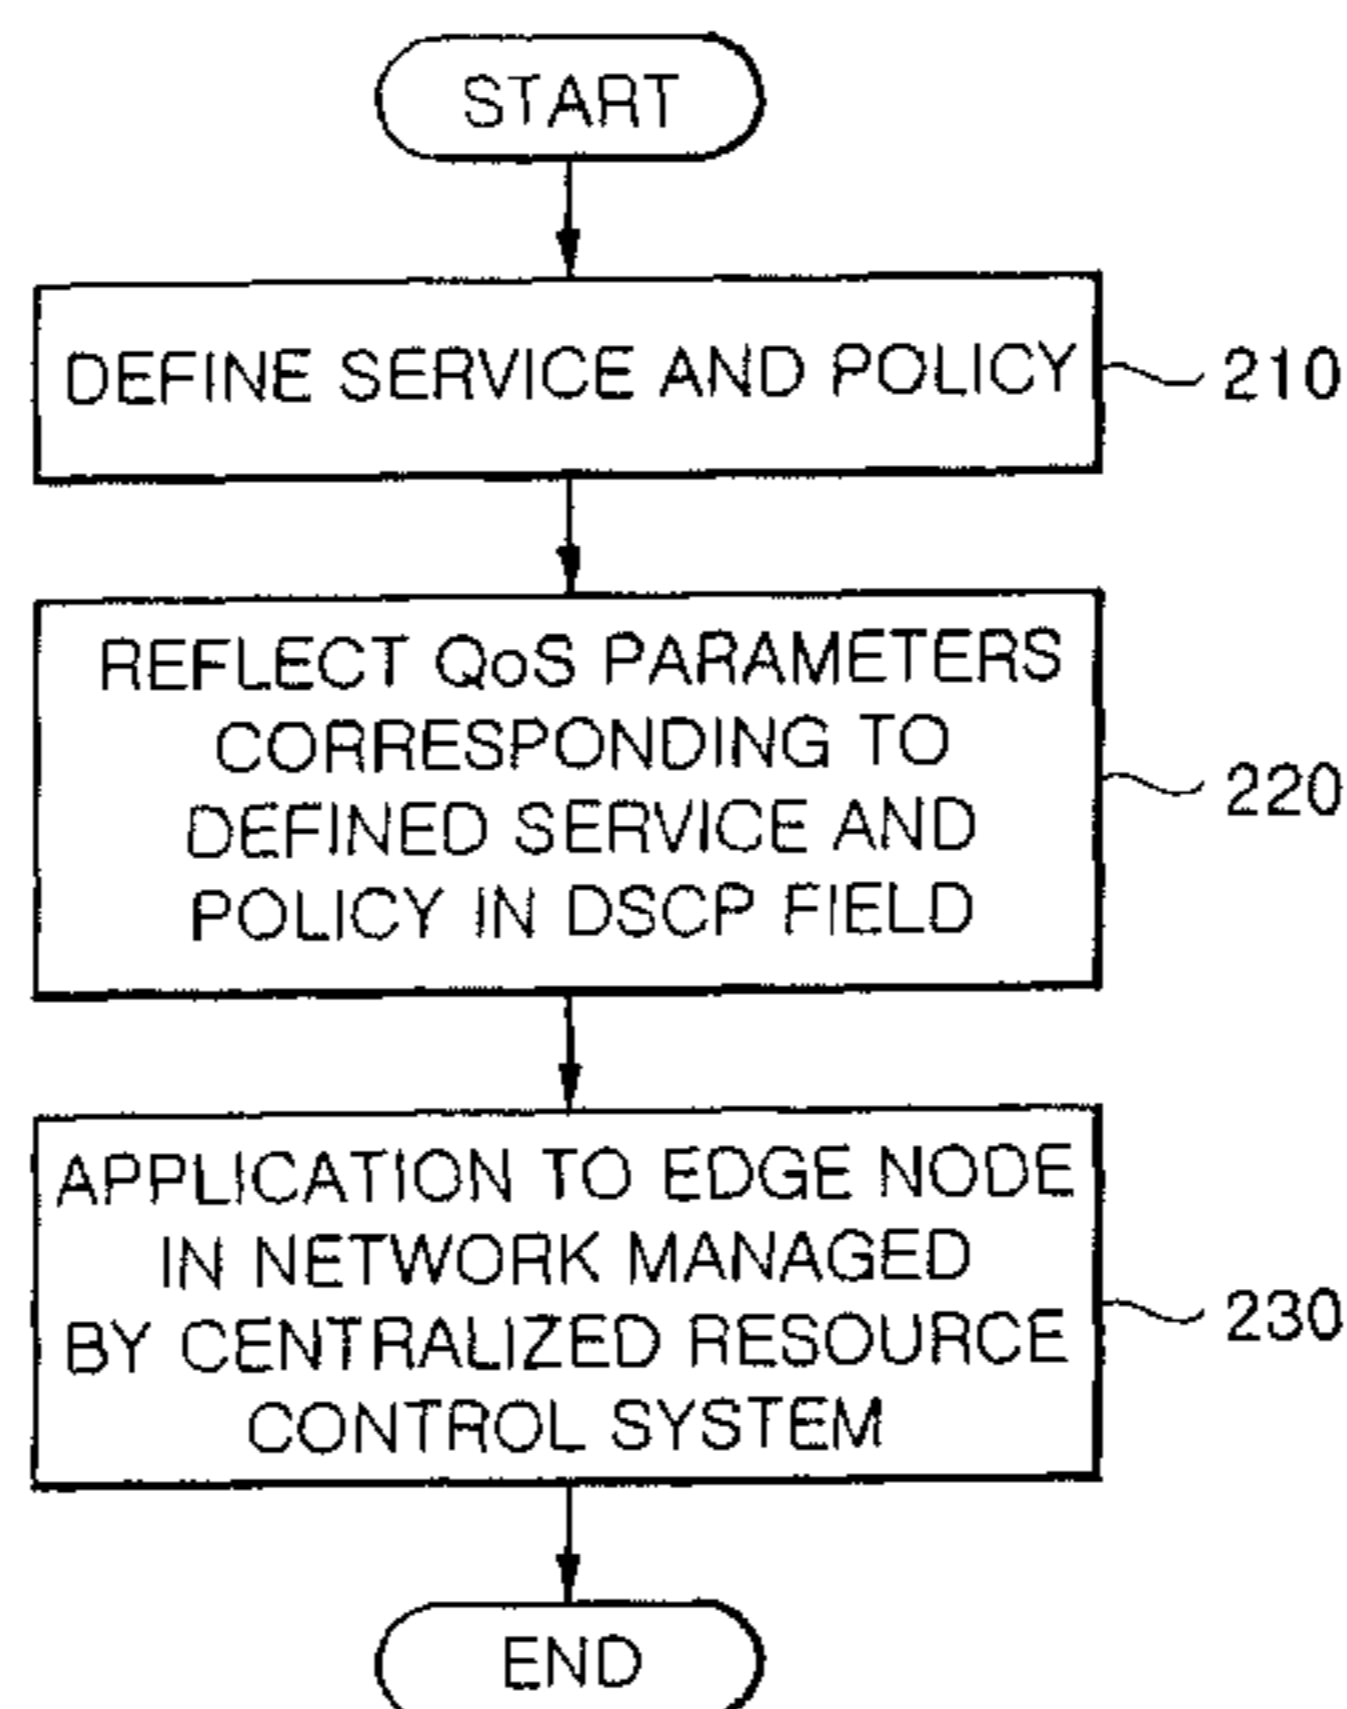 START
DEFINE SERVICE AND POLICY
210
REFLECT QoS PARAMETERS
CORRESPONDING TO
DEFINED SERVICE AND
POLICY IN DSCP FIELD
220
APPLICATION TO EDGE NODE
IN NETWORK MANAGED
BY CENTRALIZED RESOURCE
CONTROL SYSTEM
230
END